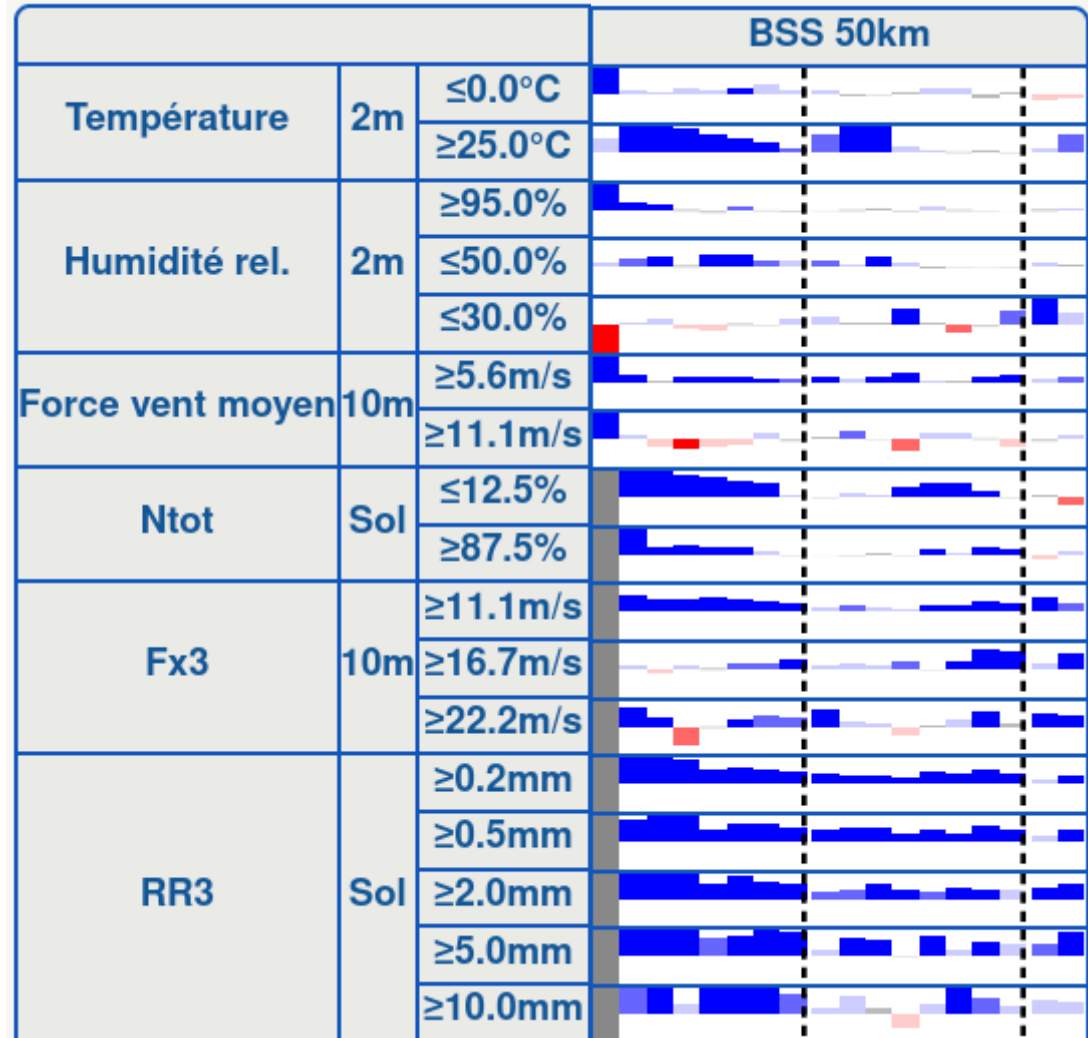 BSS 50km
Température 2m ≤0.0°C
≥25.0°C
Humidité rel. 2m ≥95.0%
≤50.0%
≤30.0%
Force vent moyen 10m ≥5.6m/s
≥11.1m/s
Ntot Sol ≤12.5%
≥87.5%
Fx3 10m ≥11.1m/s
≥16.7m/s
≥22.2m/s
RR3 Sol ≥0.2mm
≥0.5mm
≥2.0mm
≥5.0mm
≥10.0mm